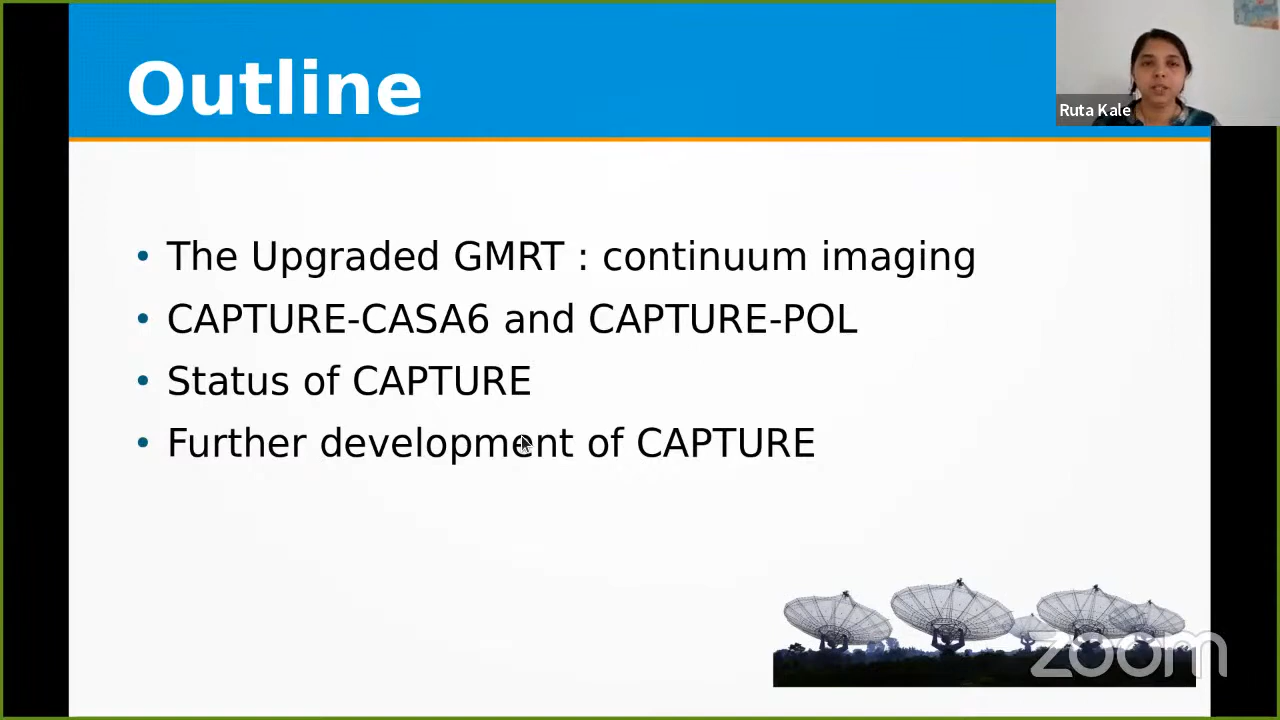 Outline
Ruta Kale
• The Upgraded GMRT : continuum imaging
• CAPTURE-CASA6 and CAPTURE-POL
• Status of CAPTURE
• Further development of CAPTURE
zoom